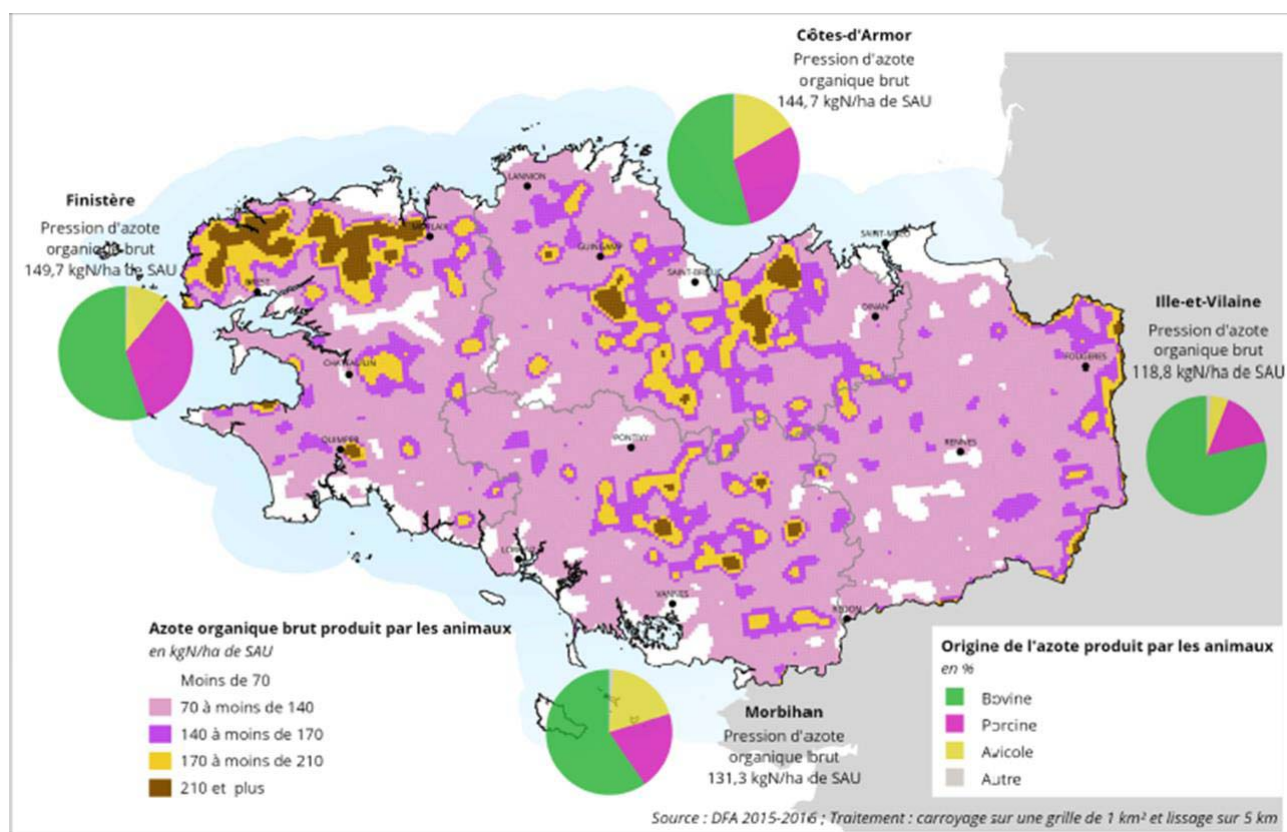 Côtes-d'Armor
Pression d'azote
organique brut
144,7 kgN/ha de SAU
Finistère
Pression d'azote
organique brut
149,7 kgN/ha de SAU
Ille-et-Vilaine
Pression d'azote
organique brut
118,8 kgN/ha de SAU
LANNION
MORLAIX
GUINGAMP
SAINT-BRIEUC
SAINT-MALO
BREST
DINAN
FOUGERES
CHATEAULIN
QUIMPER
PONTIVY
RENNES
LORIENT
VANNES
REDON
Azote organique brut produit par les animaux
en kgN/ha de SAU
Moins de 70
70 à moins de 140
140 à moins de 170
170 à moins de 210
210 et plus
Morbihan
Pression d'azote
organique brut
131,3 kgN/ha de SAU
Origine de l'azote produit par les animaux
en %
Bovine
Porcine
Avicole
Autre
Source : DFA 2015-2016 ; Traitement : carroyage sur une grille de 1 km² et lissage sur 5 km